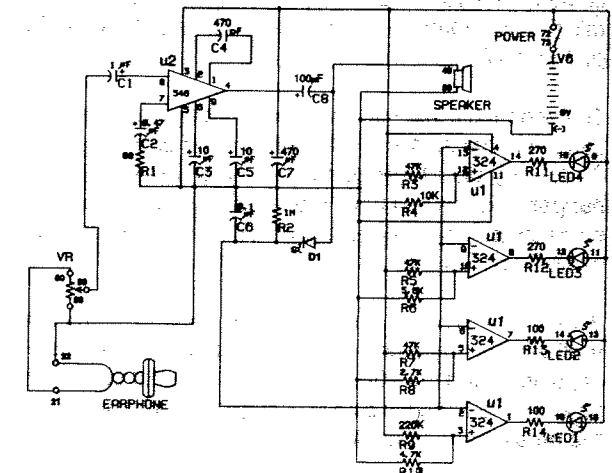 470
µF
C4
1 µF
C1
u2
546
100µF
C8
C2
R1
10
µF
C3
10
µF
C5
470
µF
C7
C6
1M
R2
D1
VR
EARPHONE
SPEAKER
POWER
9V
(-)
47K
R3
10K
R4
324
u1
270
R11
LED4
47K
R5
R6
u1
324
270
R12
LED3
47K
R7
2.7K
R8
u1
324
100
R13
LED2
220K
R9
4.7K
R10
u1
324
100
R14
LED1